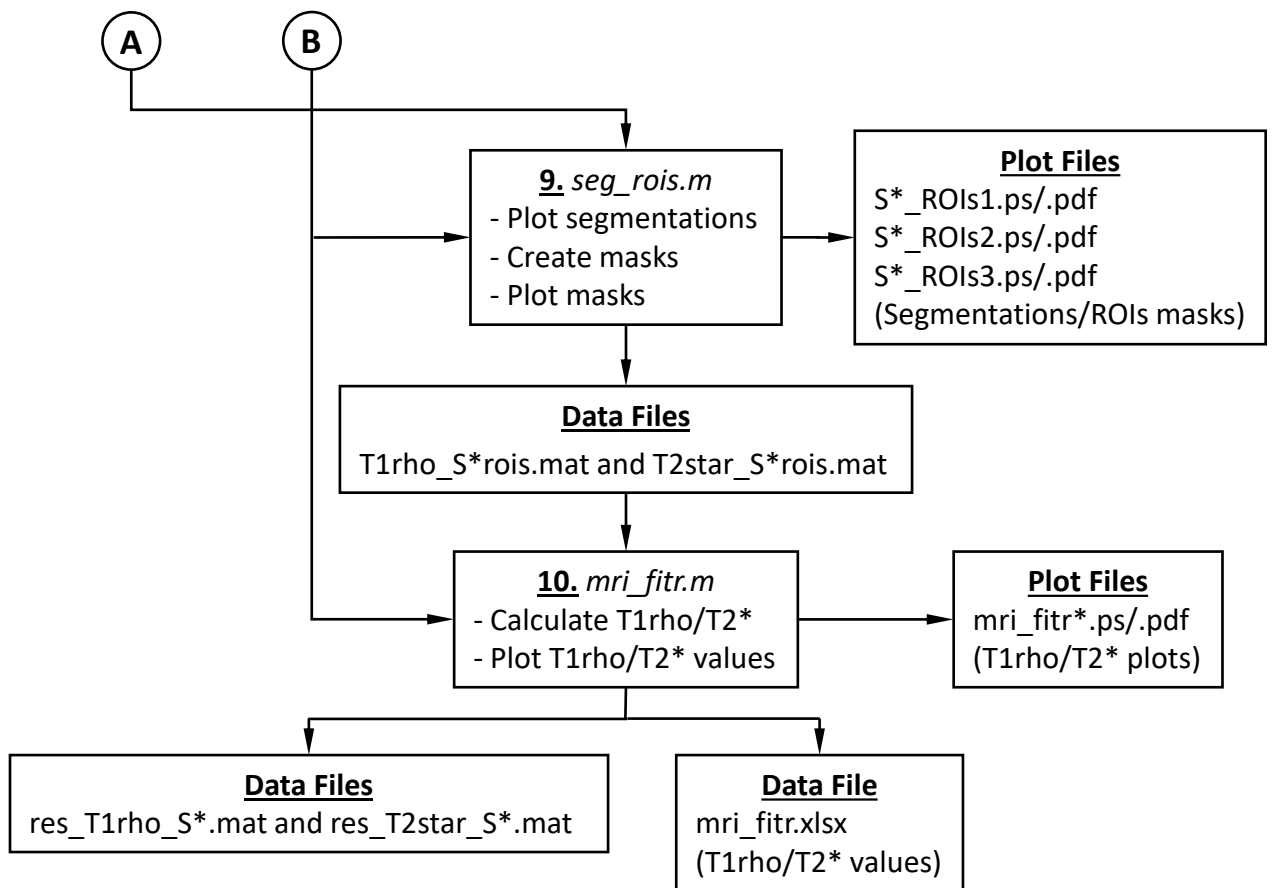 A
B
9. seg_rois.m
- Plot segmentations
- Create masks
- Plot masks
Plot Files
S*_ROIs1.ps/.pdf
S*_ROIs2.ps/.pdf
S*_ROIs3.ps/.pdf
(Segmentations/ROIs masks)
Data Files
T1rho_S*rois.mat and T2star_S*rois.mat
10. mri_fitr.m
- Calculate T1rho/T2*
- Plot T1rho/T2* values
Plot Files
mri_fitr*.ps/.pdf
(T1rho/T2* plots)
Data Files
res_T1rho_S*.mat and res_T2star_S*.mat
Data File
mri_fitr.xlsx
(T1rho/T2* values)